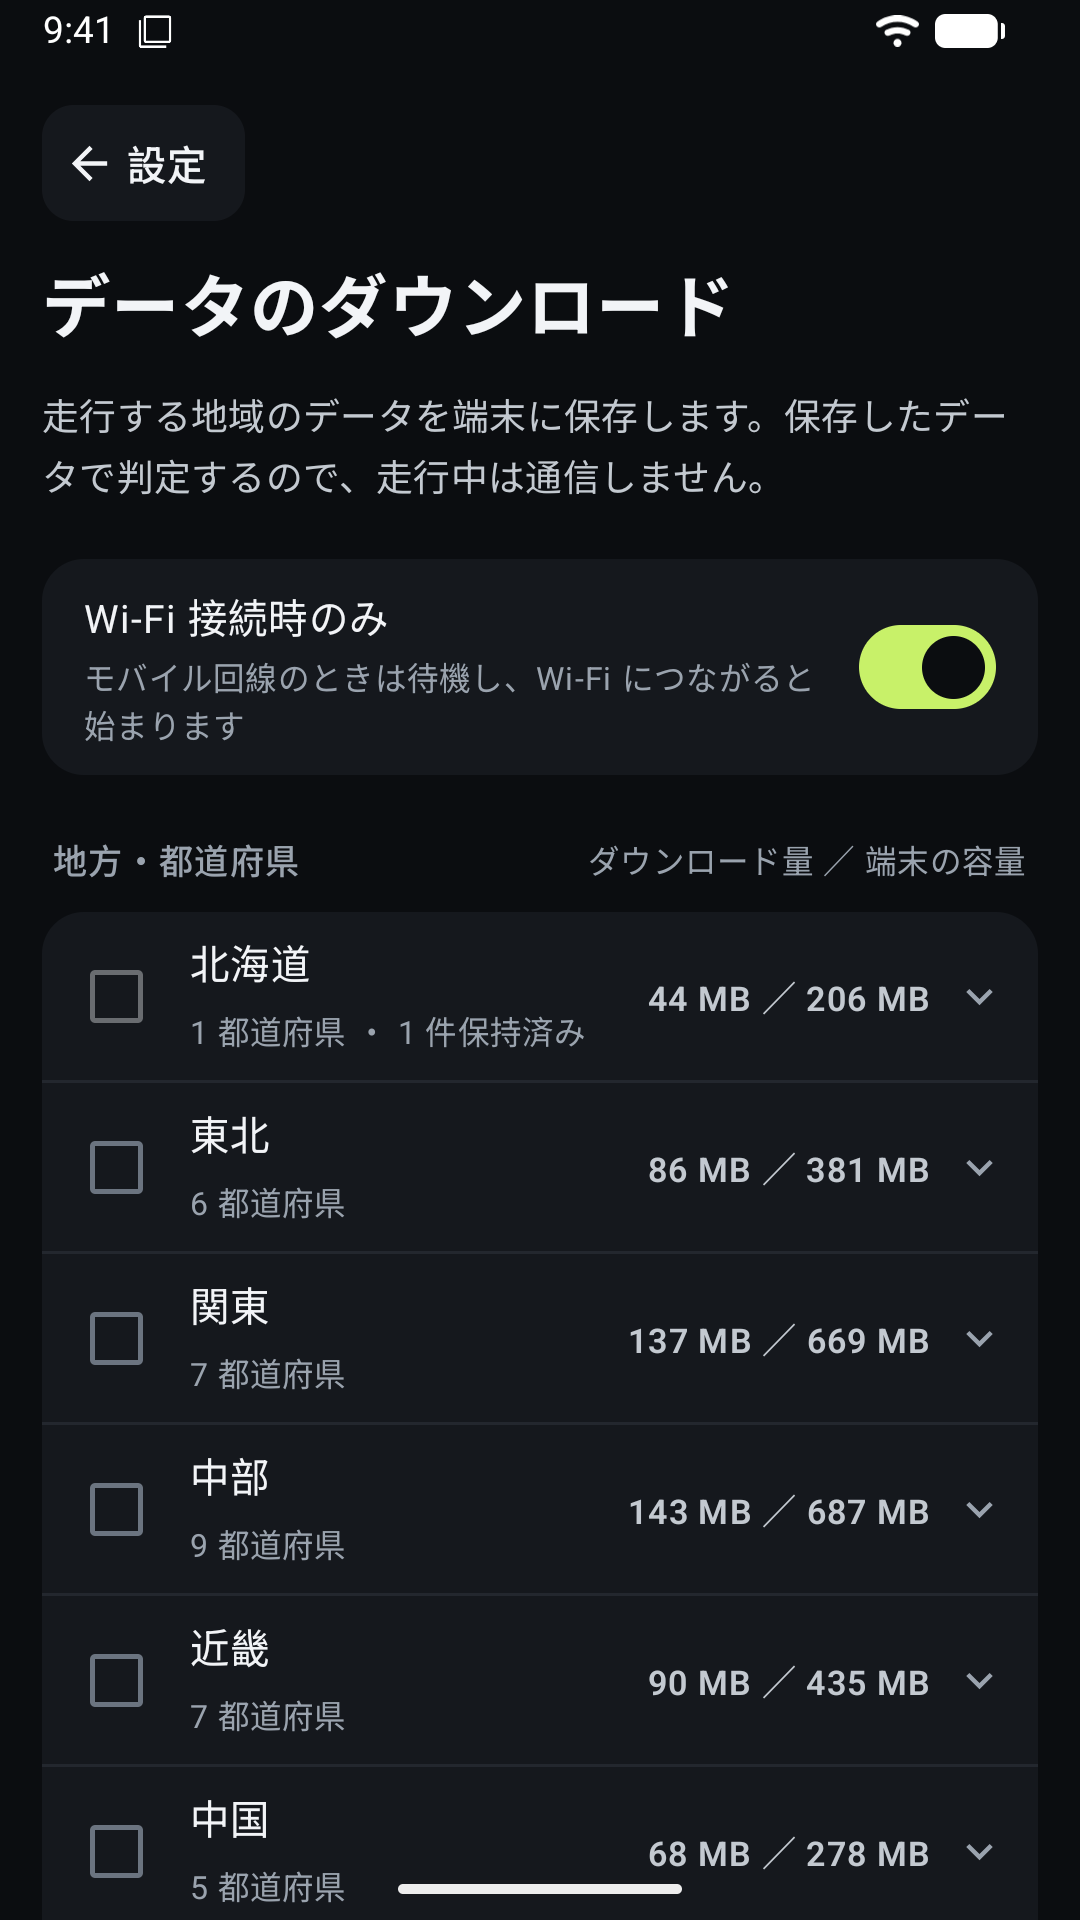 9:41
設定
データのダウンロード
走行する地域のデータを端末に保存します。保存したデー
タで判定するので、走行中は通信しません。
Wi-Fi 接続時のみ
モバイル回線のときは待機し、Wi-Fi につながると
始まります
地方・都道府県
ダウンロード量 ／ 端末の容量
北海道
1 都道府県 ・ 1 件保持済み
44 MB ／ 206 MB
東北
6 都道府県
86 MB ／ 381 MB
関東
7 都道府県
137 MB ／ 669 MB
中部
9 都道府県
143 MB ／ 687 MB
近畿
7 都道府県
90 MB ／ 435 MB
中国
5 都道府県
68 MB ／ 278 MB